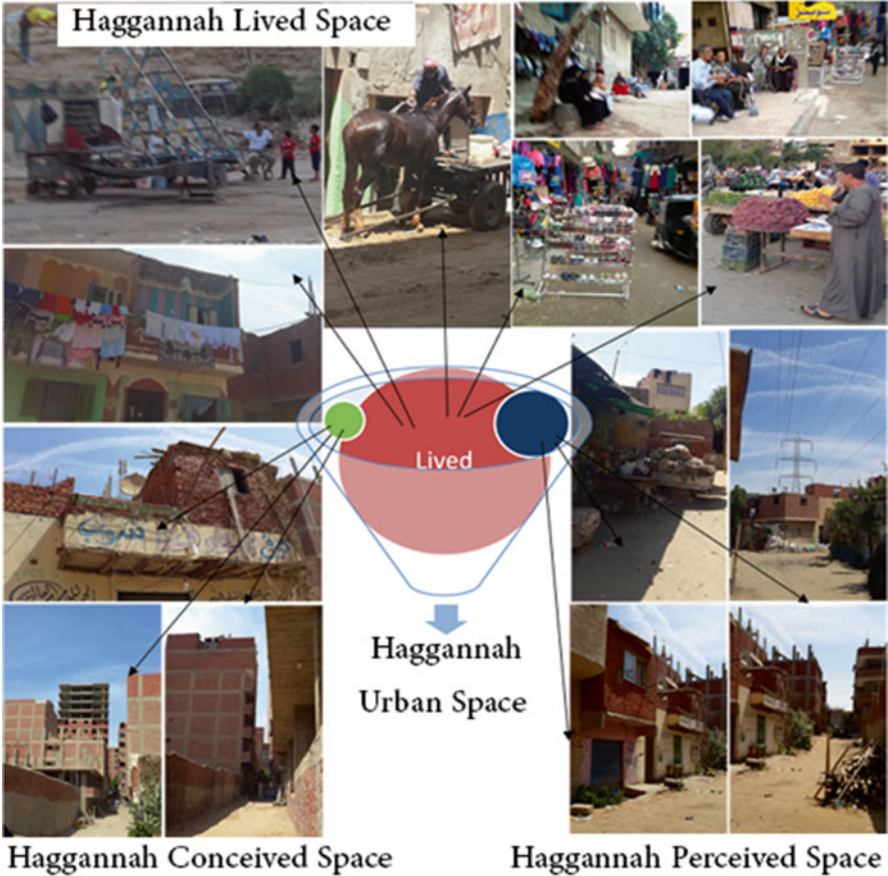 Haggannah Lived Space
Lived
Haggannah
Urban Space
Haggannah Conceived Space
Haggannah Perceived Space